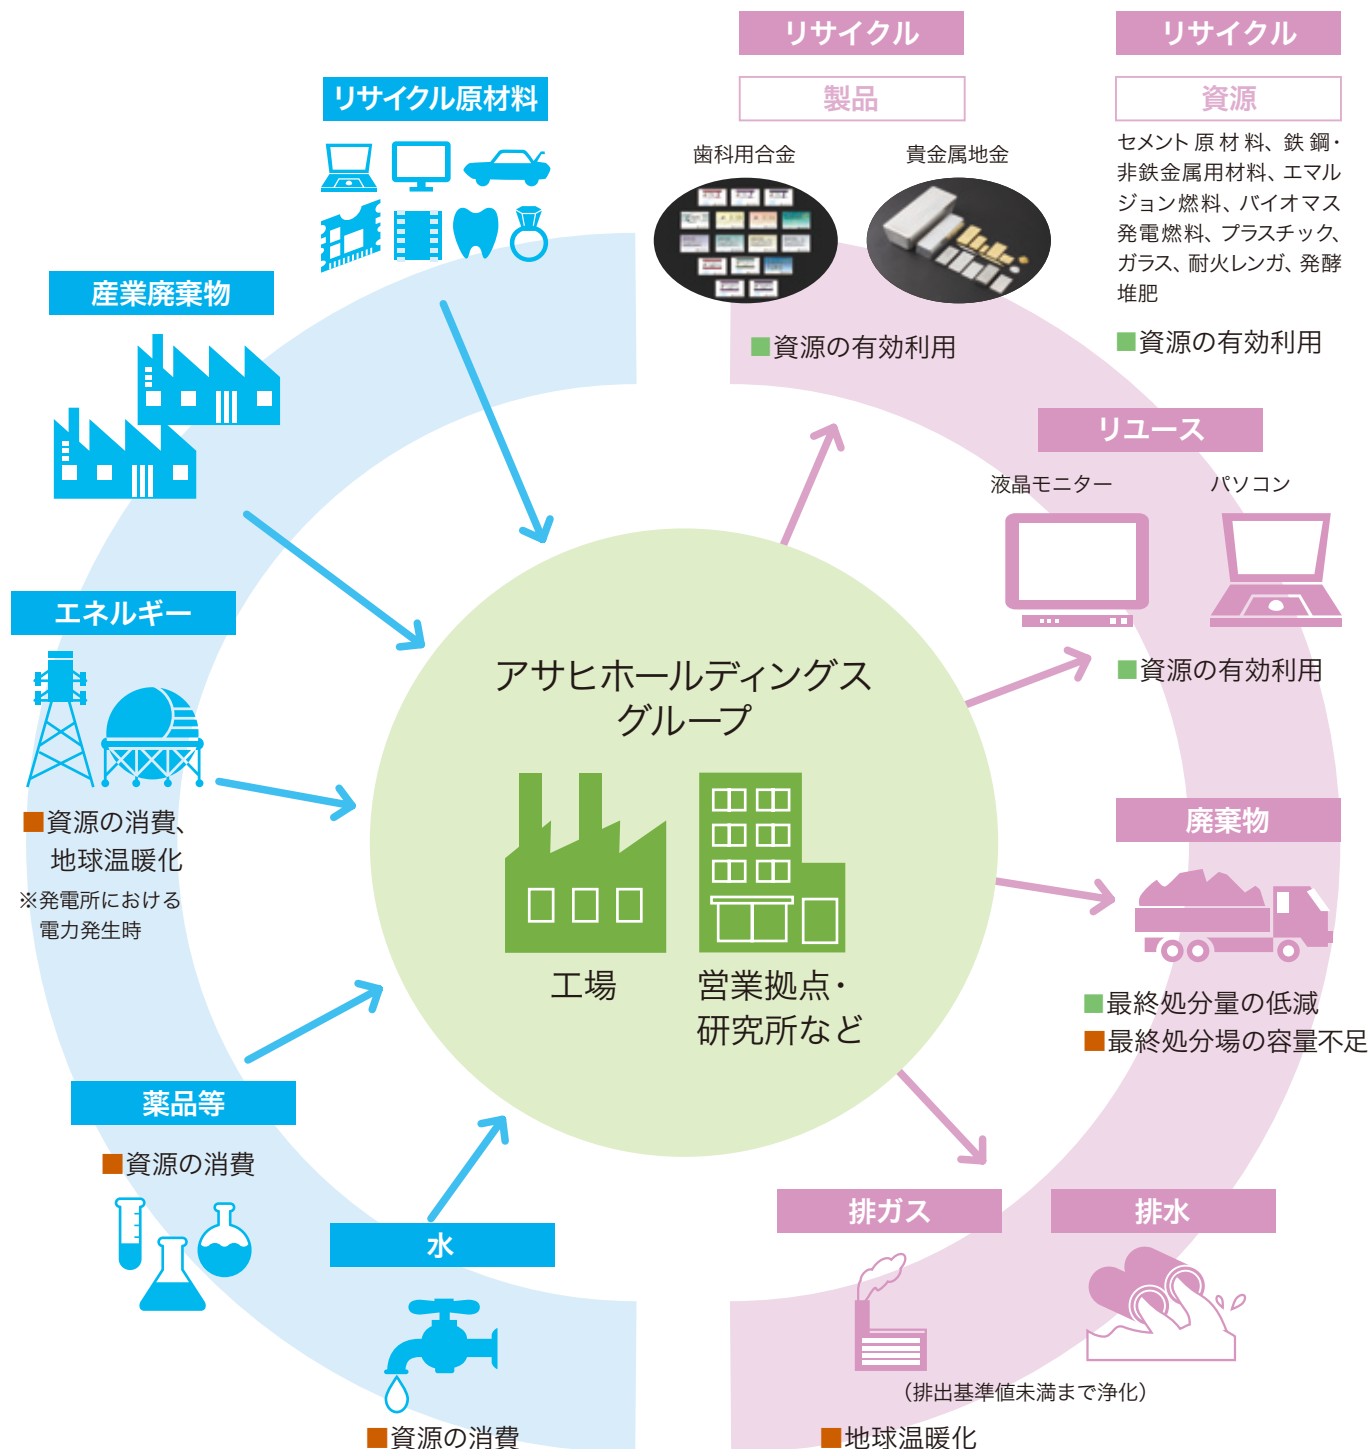 リサイクル原材料
産業廃棄物
エネルギー
■資源の消費、
地球温暖化
※発電所における
電力発生時
薬品等
■資源の消費
水
■資源の消費
アサヒホールディングス
グループ
工場
営業拠点・
研究所など
リサイクル
製品
歯科用合金
貴金属地金
■資源の有効利用
リサイクル
資源
セメント原材料、鉄鋼・
非鉄金属用材料、エマル
ジョン燃料、バイオマス
発電燃料、プラスチック、
ガラス、耐火レンガ、発酵
堆肥
■資源の有効利用
リユース
液晶モニター
パソコン
■資源の有効利用
廃棄物
■最終処分量の低減
■最終処分場の容量不足
排ガス
排水
（排出基準値未満まで浄化）
■地球温暖化